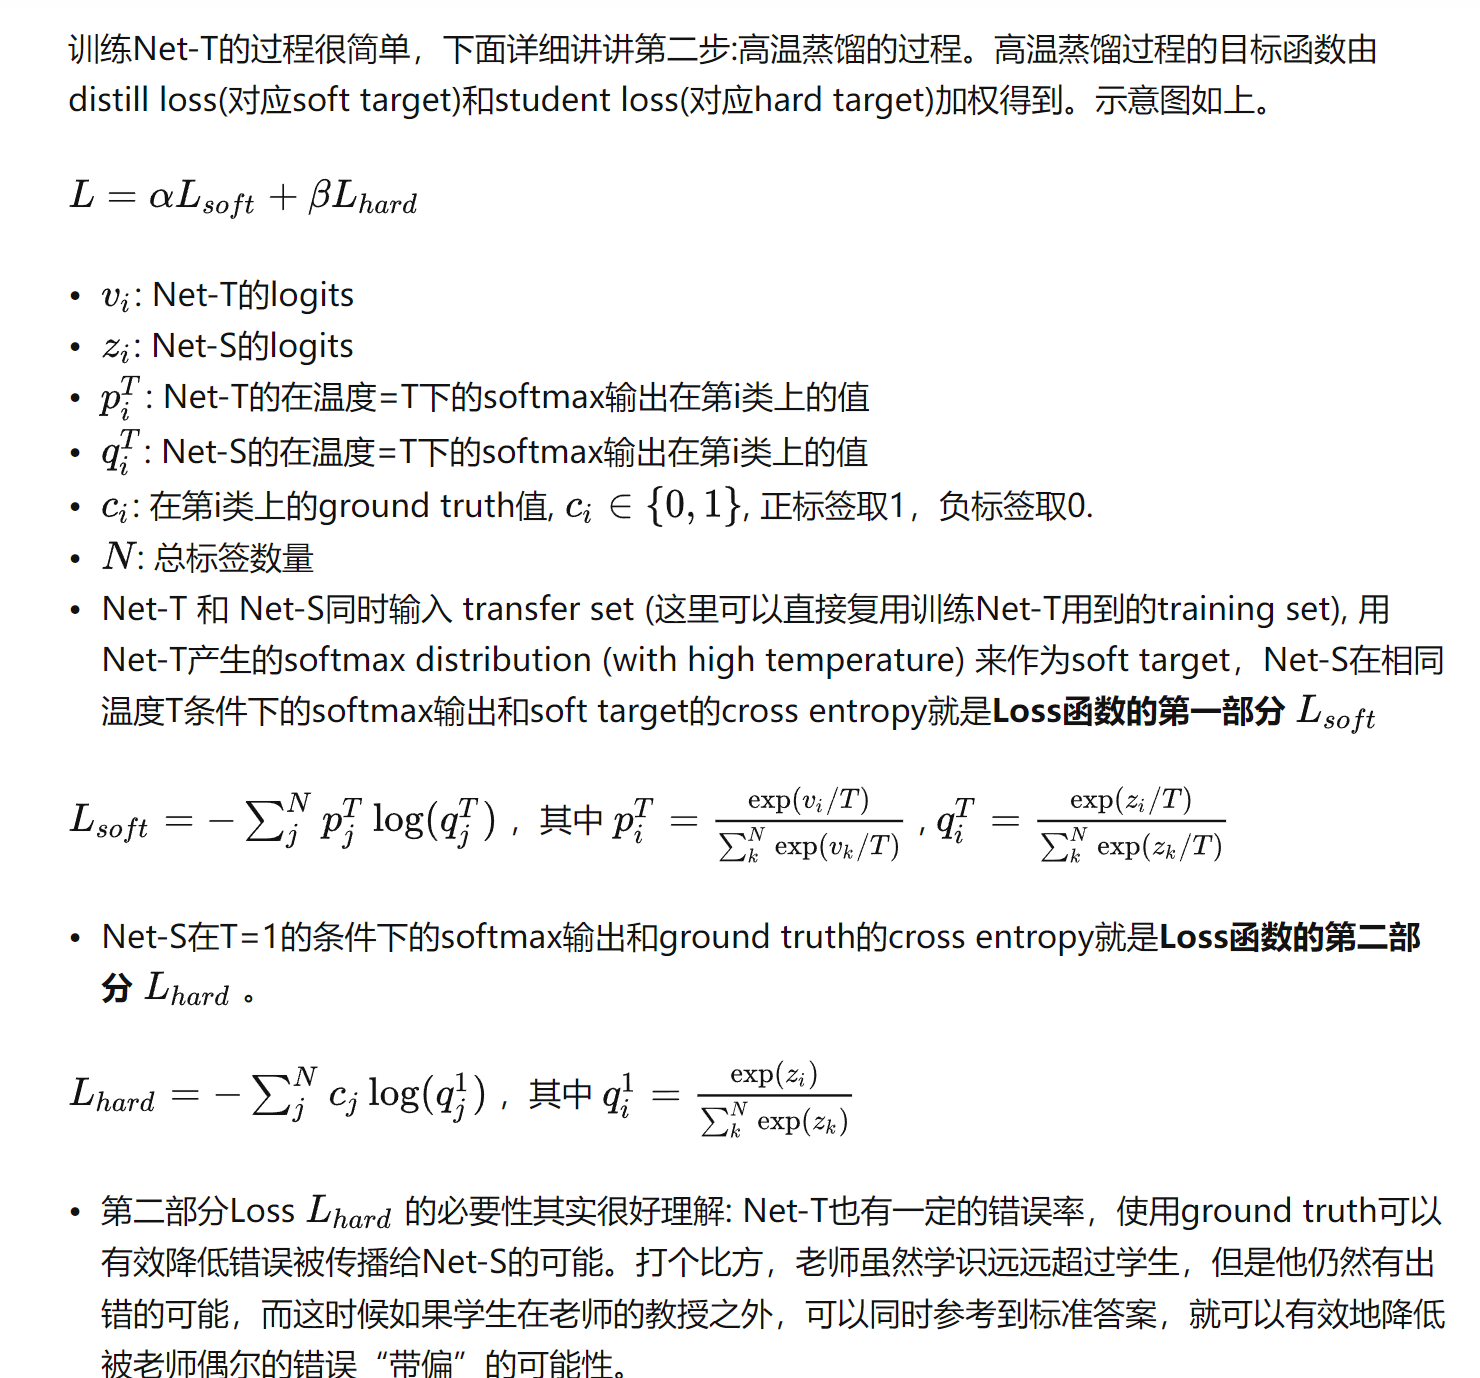 训练Net-T的过程很简单，下面详细讲讲第二步:高温蒸馏的过程。高温蒸馏过程的目标函数由
distill loss(对应soft target)和student loss(对应hard target)加权得到。示意图如上。
L = αL_{soft} + βL_{hard}
• v_i: Net-T的logits
• z_i: Net-S的logits
• p_i^T: Net-T的在温度=T下的softmax输出在第i类上的值
• q_i^T: Net-S的在温度=T下的softmax输出在第i类上的值
• c_i: 在第i类上的ground truth值, c_i ∈ {0, 1}, 正标签取1，负标签取0.
• N: 总标签数量
• Net-T 和 Net-S同时输入 transfer set (这里可以直接复用训练Net-T用到的training set), 用
Net-T产生的softmax distribution (with high temperature) 来作为soft target，Net-S在相同
温度T条件下的softmax输出和soft target的cross entropy就是Loss函数的第一部分 L_{soft}
L_{soft} = −∑_j^N p_j^T log(q_j^T) ，其中 p_i^T = \frac{exp(v_i/T)}{∑_k^N exp(v_k/T)} , q_i^T = \frac{exp(z_i/T)}{∑_k^N exp(z_k/T)}
• Net-S在T=1的条件下的softmax输出和ground truth的cross entropy就是Loss函数的第二部
分 L_{hard} 。
L_{hard} = −∑_j^N c_j log(q_j^1) ，其中 q_i^1 = \frac{exp(z_i)}{∑_k^N exp(z_k)}
• 第二部分Loss L_{hard} 的必要性其实很好理解: Net-T也有一定的错误率，使用ground truth可以
有效降低错误被传播给Net-S的可能。打个比方，老师虽然学识远远超过学生，但是他仍然有出
错的可能，而这时候如果学生在老师的教授之外，可以同时参考到标准答案，就可以有效地降低
被老师偶尔的错误“带偏”的可能性。